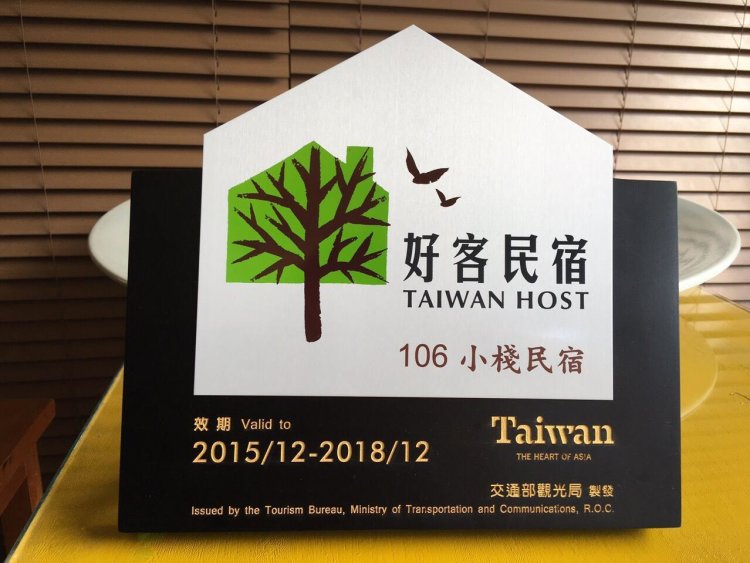 好客民宿
TAIWAN HOST
106 小棧民宿
效期 Valid to
2015/12-2018/12
Taiwan
THE HEART OF ASIA
交通部觀光局 製發
Issued by the Tourism Bureau, Ministry of Transportation and Communications, R.O.C.